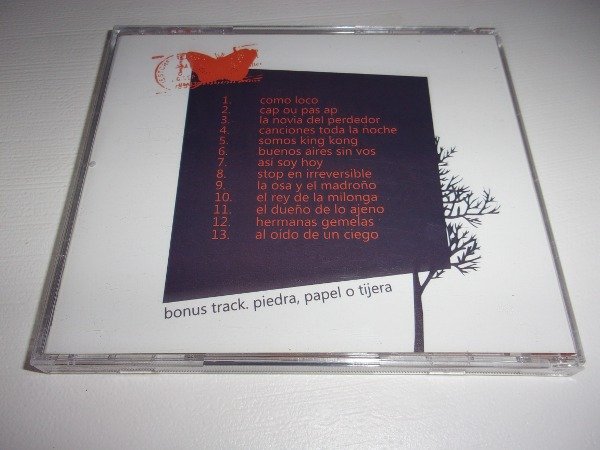 1. como loco
2. cap ou pas ap
3. la novia del perdedor
4. canciones toda la noche
5. somos king kong
6. buenos aires sin vos
7. asi soy hoy
8. stop en irreversible
9. la osa y el madroño
10. el rey de la milonga
11. el dueño de lo ajeno
12. hermanas gemelas
13. al oído de un ciego
bonus track. piedra, papel o tijera